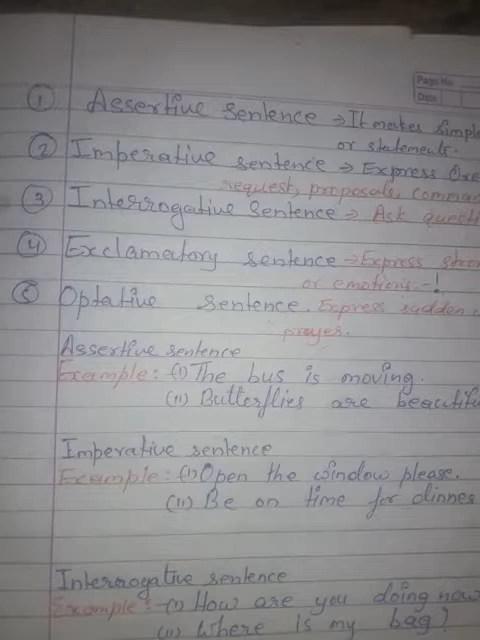 Page No
Date
① Assertive sentence → It makes simple
or statements.
② Imperative sentence → Express
request, proposals,
③ Interrogative sentence → Ask
④ Exclamatory sentence → Express
or emotions - !
⑤ Optative sentence. Express sudden
prayer.
Assertive sentence
Example: (i) The bus is moving.
(ii) Butterflies are
Imperative sentence
Example: (i) Open the window please.
(ii) Be on time for dinner
Interrogative sentence
Example: (i) How are you doing now
(ii) Where is my bag?